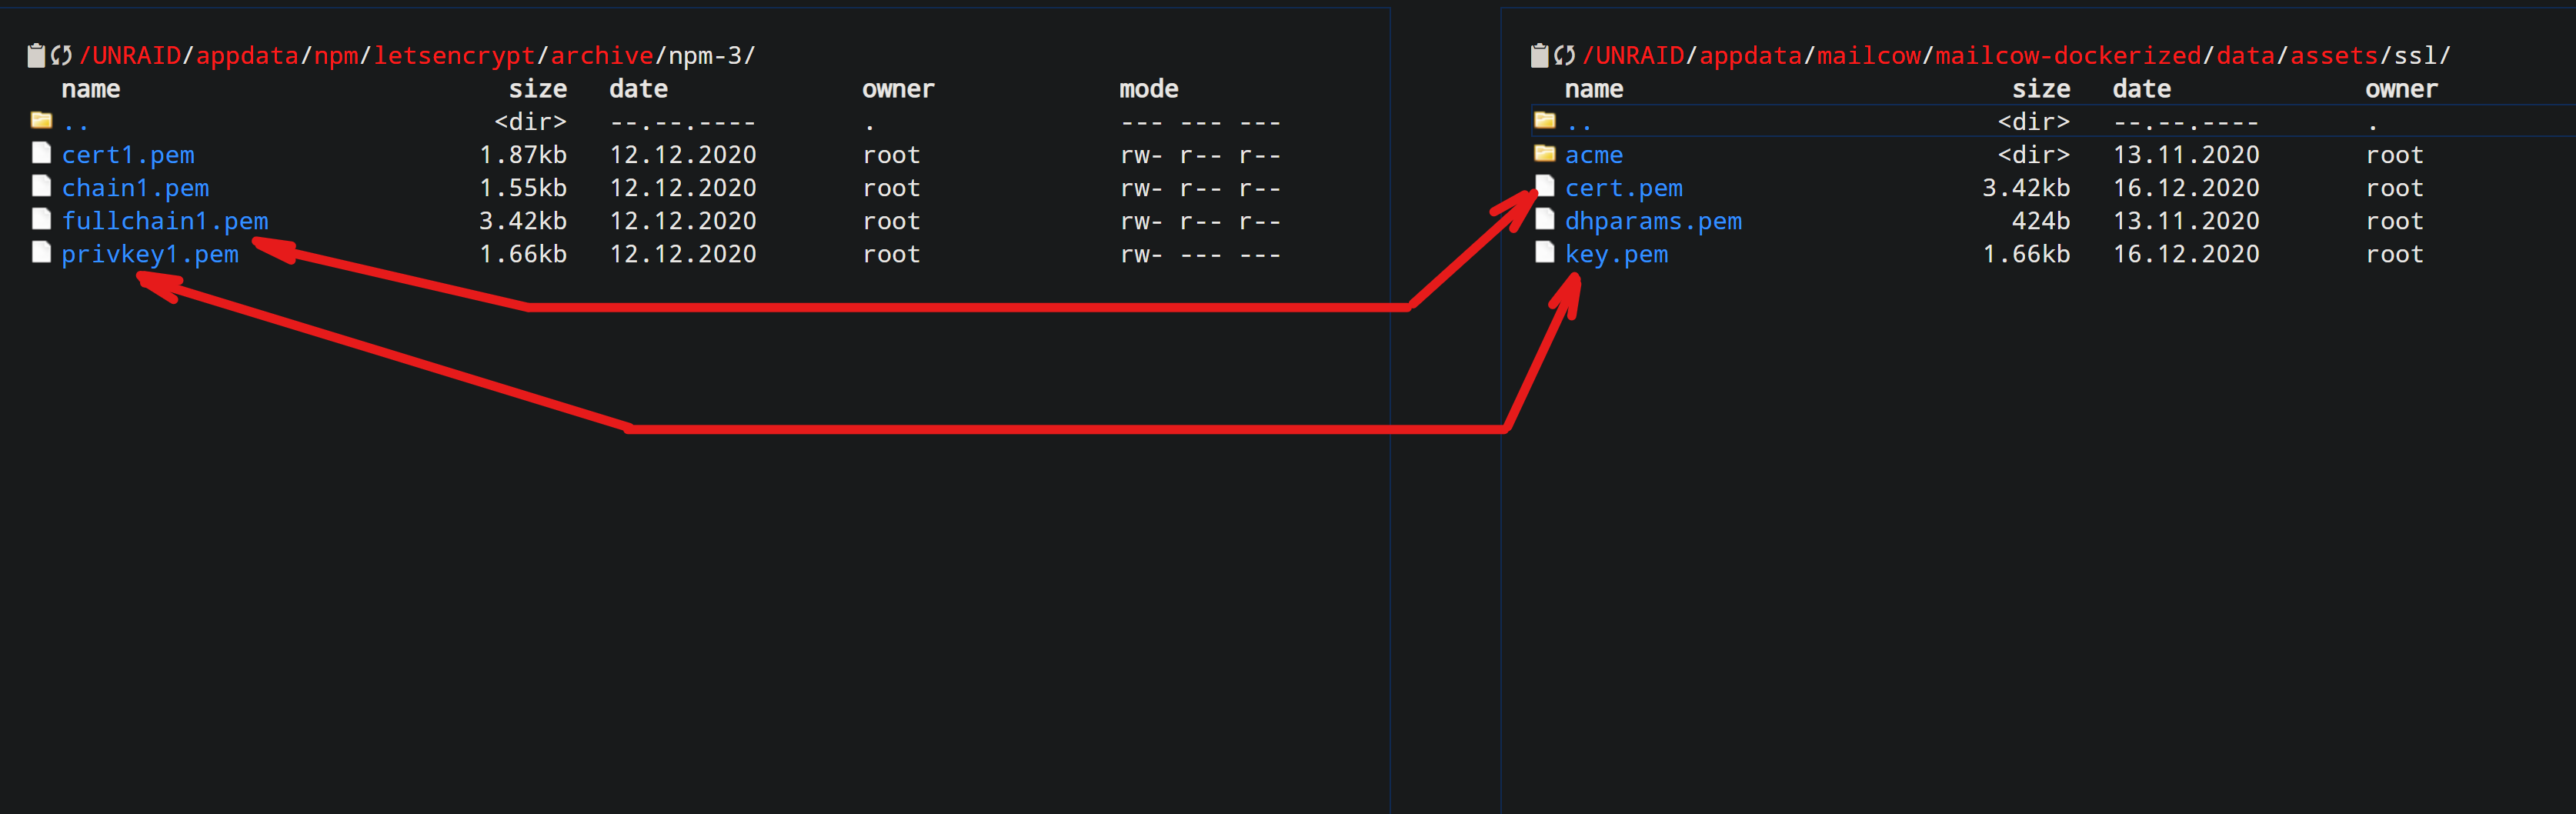 /UNRAID/appdata/npm/letsencrypt/archive/npm-3/
name size date owner mode
.. <dir> --.--.---- . --- --- ---
cert1.pem 1.87kb 12.12.2020 root rw- r-- r--
chain1.pem 1.55kb 12.12.2020 root rw- r-- r--
fullchain1.pem 3.42kb 12.12.2020 root rw- r-- r--
privkey1.pem 1.66kb 12.12.2020 root rw- --- ---
/UNRAID/appdata/mailcow/mailcow-dockerized/data/assets/ssl/
name size date owner
.. <dir> --.--.---- .
acme <dir> 13.11.2020 root
cert.pem 3.42kb 16.12.2020 root
dhparams.pem 424b 13.11.2020 root
key.pem 1.66kb 16.12.2020 root